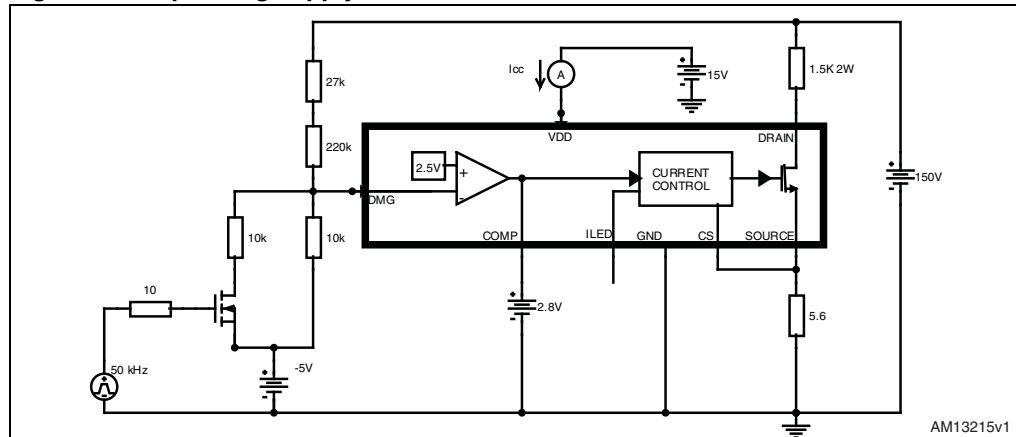 27k
Icc
A
15V
1.5K 2W
VDD
DRAIN
220k
2.5V
+
-
CURRENT
CONTROL
150V
DMG
10k
10k
COMP
ILED
GND
CS
SOURCE
10
2.8V
5.6
50 kHz
-5V
AM13215v1